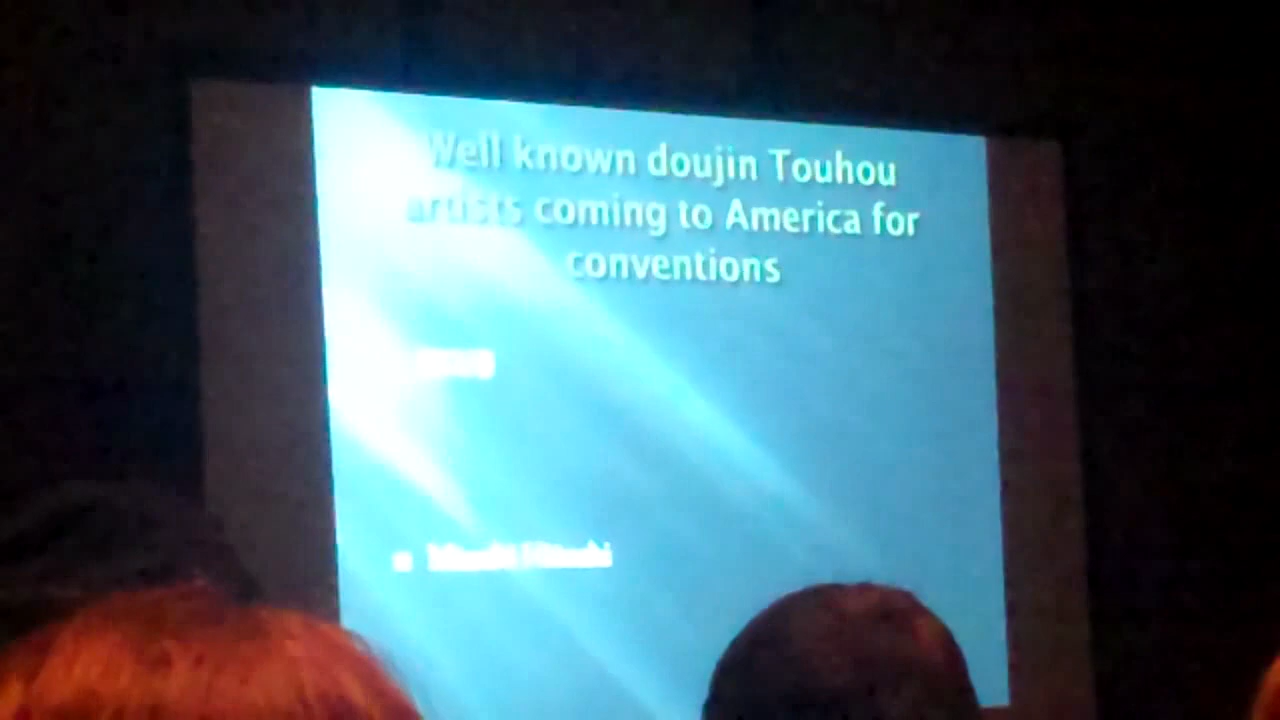 Well known doujin Touhou
artists coming to America for
conventions